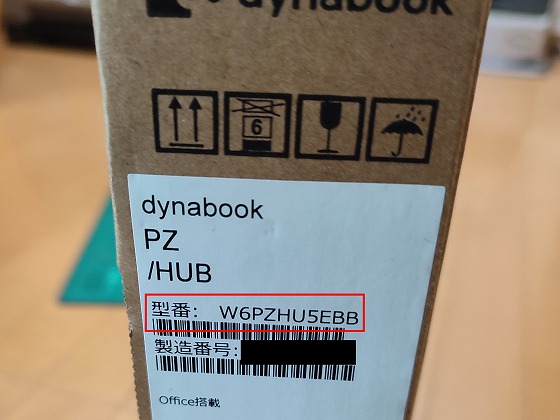 dynabook
6
dynabook
PZ
/HUB
型番: W6PZHU5EBB
製造番号:
Office搭載